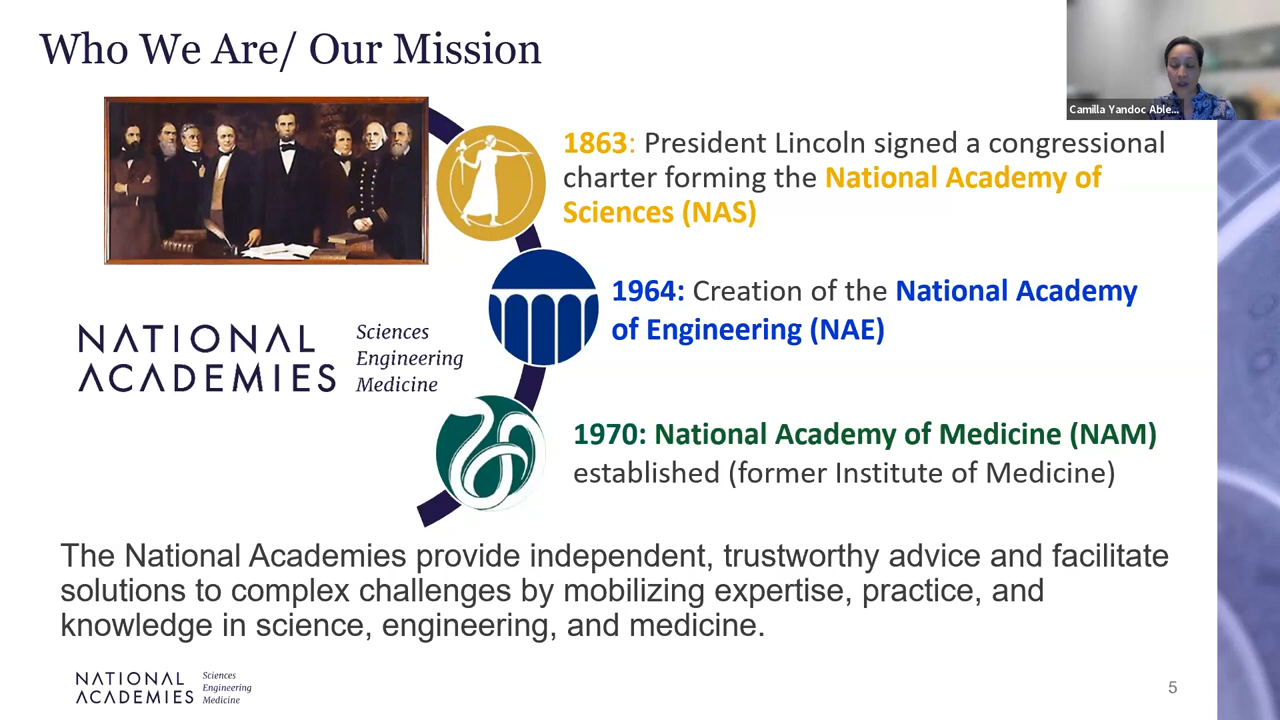 Who We Are/ Our Mission
Camilla Yandoc Able...
1863: President Lincoln signed a congressional
charter forming the National Academy of
Sciences (NAS)
1964: Creation of the National Academy
of Engineering (NAE)
NATIONAL
ACADEMIES
Sciences
Engineering
Medicine
1970: National Academy of Medicine (NAM)
established (former Institute of Medicine)
The National Academies provide independent, trustworthy advice and facilitate
solutions to complex challenges by mobilizing expertise, practice, and
knowledge in science, engineering, and medicine.
NATIONAL
ACADEMIES
Sciences
Engineering
Medicine
5